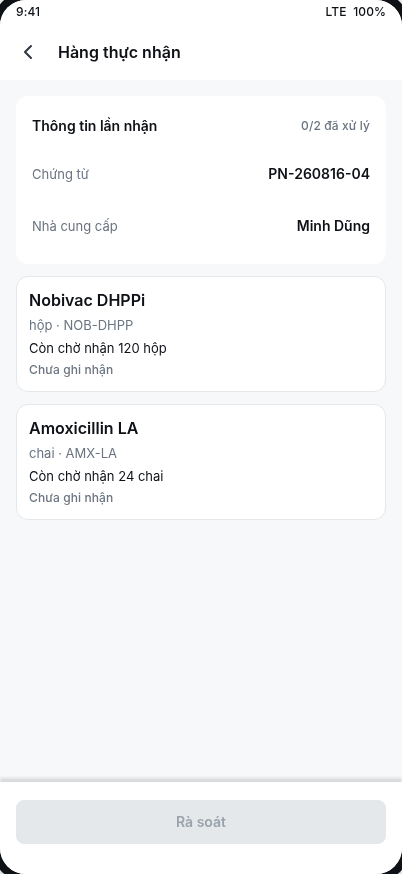 9:41 LTE 100%
Hàng thực nhận
Thông tin lần nhận 0/2 đã xử lý
Chứng từ PN-260816-04
Nhà cung cấp Minh Dũng
Nobivac DHPPi
hộp · NOB-DHPP
Còn chờ nhận 120 hộp
Chưa ghi nhận
Amoxicillin LA
chai · AMX-LA
Còn chờ nhận 24 chai
Chưa ghi nhận
Rà soát